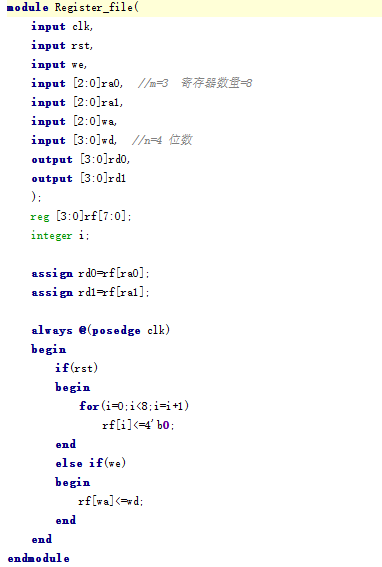 module Register_file(
    input clk,
    input rst,
    input we,
    input [2:0]ra0,  //m=3  寄存器数量=8
    input [2:0]ra1,
    input [2:0]wa,
    input [3:0]wd,  //n=4 位数
    output [3:0]rd0,
    output [3:0]rd1
    );
    reg [3:0]rf[7:0];
    integer i;

    assign rd0=rf[ra0];
    assign rd1=rf[ra1];

    always @(posedge clk)
    begin
        if(rst)
        begin
            for(i=0;i<8;i=i+1)
                rf[i]<=4'b0;
        end
        else if(we)
        begin
            rf[wa]<=wd;
        end
    end
endmodule